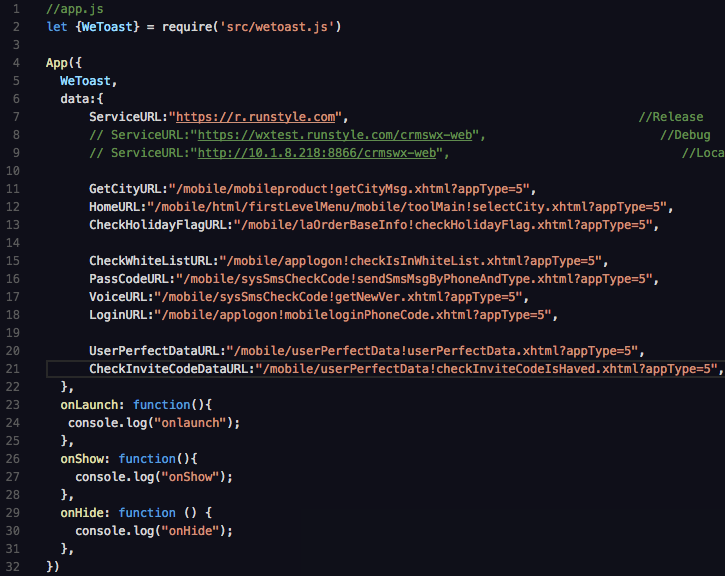 1 //app.js
2 let {WeToast} = require('src/wetoast.js')
3
4 App({
5 WeToast,
6 data:{
7 ServiceURL:"https://r.runstyle.com", //Release
8 // ServiceURL:"https://wxtest.runstyle.com/crmswx-web", //Debug
9 // ServiceURL:"http://10.1.8.218:8866/crmswx-web", //Loca
10
11 GetCityURL:"/mobile/mobileproduct!getCityMsg.xhtml?appType=5",
12 HomeURL:"/mobile/html/firstLevelMenu/mobile/toolMain!selectCity.xhtml?appType=5",
13 CheckHolidayFlagURL:"/mobile/laOrderBaseInfo!checkHolidayFlag.xhtml?appType=5",
14
15 CheckWhiteListURL:"/mobile/applogon!checkIsInWhiteList.xhtml?appType=5",
16 PassCodeURL:"/mobile/sysSmsCheckCode!sendSmsMsgByPhoneAndType.xhtml?appType=5",
17 VoiceURL:"/mobile/sysSmsCheckCode!getNewVer.xhtml?appType=5",
18 LoginURL:"/mobile/applogon!mobileloginPhoneCode.xhtml?appType=5",
19
20 UserPerfectDataURL:"/mobile/userPerfectData!userPerfectData.xhtml?appType=5",
21 CheckInviteCodeDataURL:"/mobile/userPerfectData!checkInviteCodeIsHaved.xhtml?appType=5",
22 },
23 onLaunch: function(){
24 console.log("onlaunch");
25 },
26 onShow: function(){
27 console.log("onShow");
28 },
29 onHide: function () {
30 console.log("onHide");
31 },
32 })